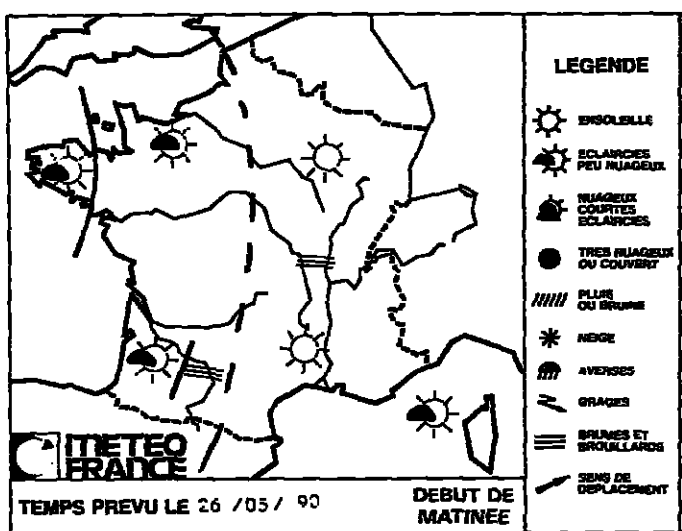 LEGENDE
ENSOLEILLE
ECLAIRCIES
PEU NUAGEUX
NUAGEUX
COURTES
ECLAIRCIES
TRES NUAGEUX
OU COUVERT
PLUIE
OU BRUINE
NEIGE
AVERSES
ORAGES
BRUMES ET
BROUILLARDS
SENS DE
DEPLACEMENT
METEO
FRANCE
TEMPS PREVU LE 26 /05/ 90
DEBUT DE
MATINEE